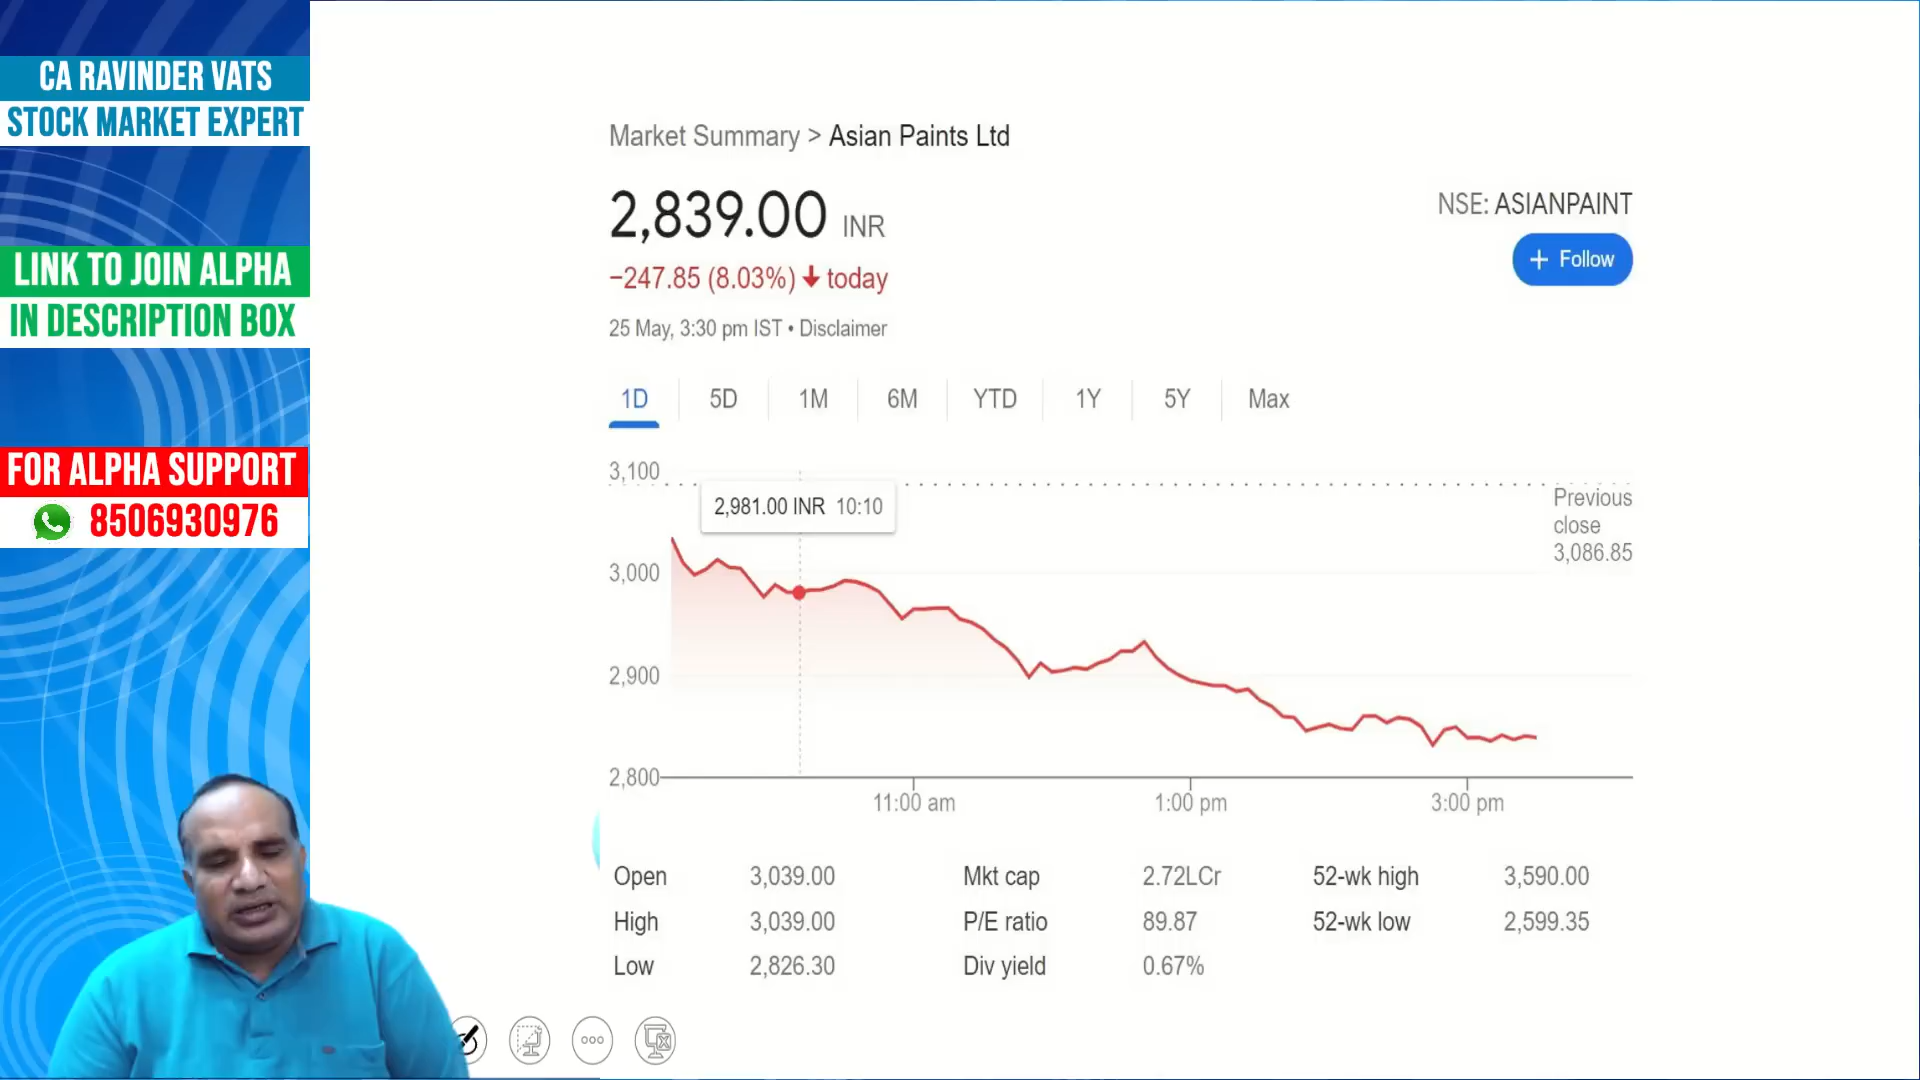 CA RAVINDER VATS
STOCK MARKET EXPERT
LINK TO JOIN ALPHA
IN DESCRIPTION BOX
FOR ALPHA SUPPORT
8506930976
Market Summary > Asian Paints Ltd
2,839.00 INR
−247.85 (8.03%) ↓ today
25 May, 3:30 pm IST • Disclaimer
NSE: ASIANPAINT
+ Follow
1D 5D 1M 6M YTD 1Y 5Y Max
3,100
2,981.00 INR 10:10
Previous
close
3,086.85
3,000
2,900
2,800
11:00 am 1:00 pm 3:00 pm
Open 3,039.00 Mkt cap 2.72LCr 52-wk high 3,590.00
High 3,039.00 P/E ratio 89.87 52-wk low 2,599.35
Low 2,826.30 Div yield 0.67%